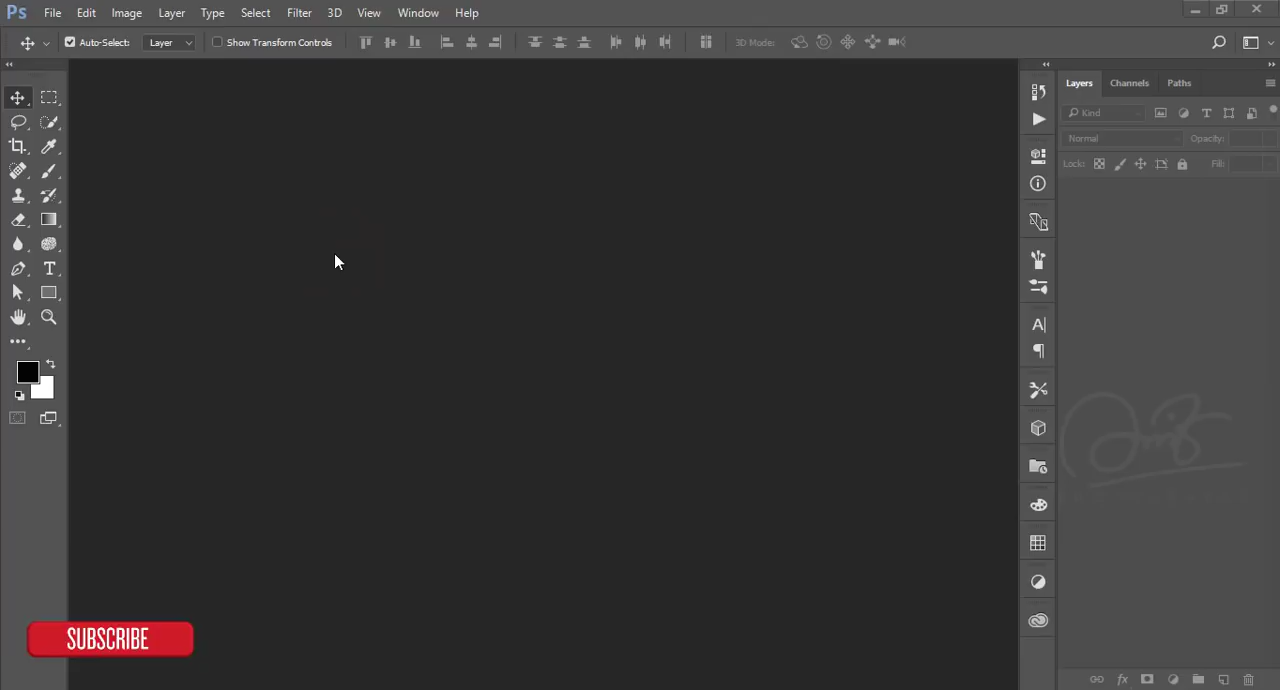 Ps File Edit Image Layer Type Select Filter 3D View Window Help
Auto-Select: Layer Show Transform Controls 3D Mode:
Layers Channels Paths
Kind
Normal Opacity:
Lock: Fill:
SUBSCRIBE